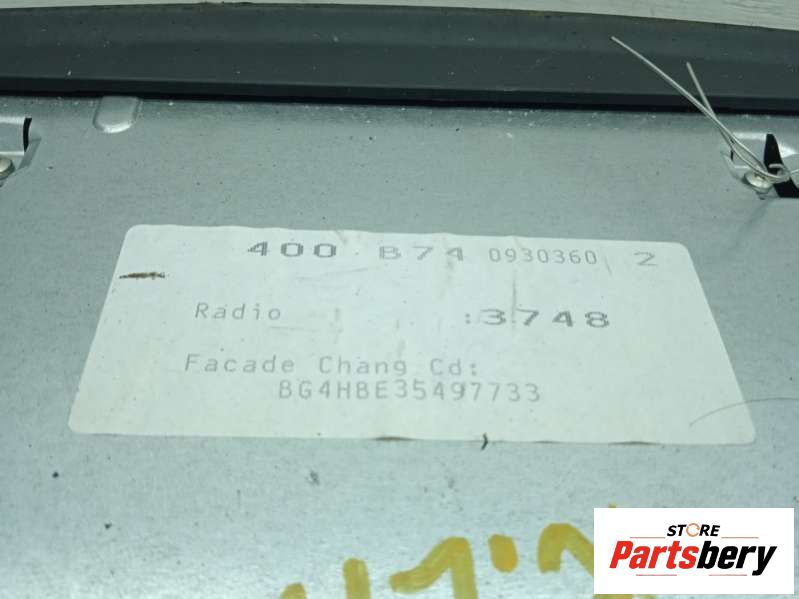 400 B74 0930360 2
Radio :3748
Facade Chang Cd:
BG4HBE35497733
STORE
Partsbery